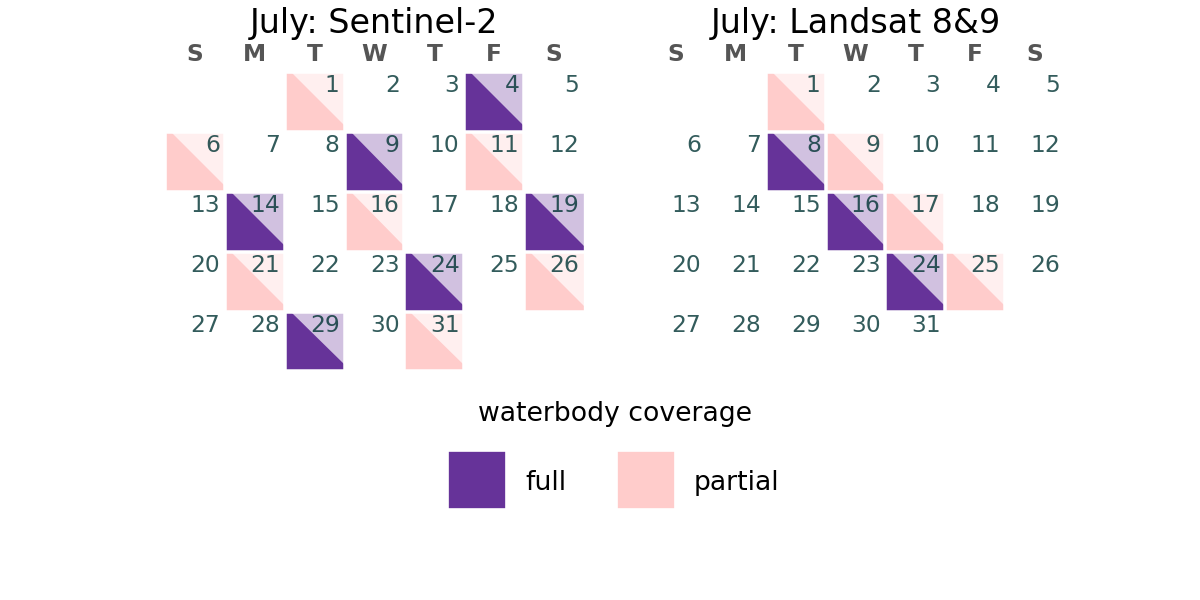 July: Sentinel-2
S M T W T F S
1 2 3 4 5
6 7 8 9 10 11 12
13 14 15 16 17 18 19
20 21 22 23 24 25 26
27 28 29 30 31
July: Landsat 8&9
S M T W T F S
1 2 3 4 5
6 7 8 9 10 11 12
13 14 15 16 17 18 19
20 21 22 23 24 25 26
27 28 29 30 31
waterbody coverage
full
partial